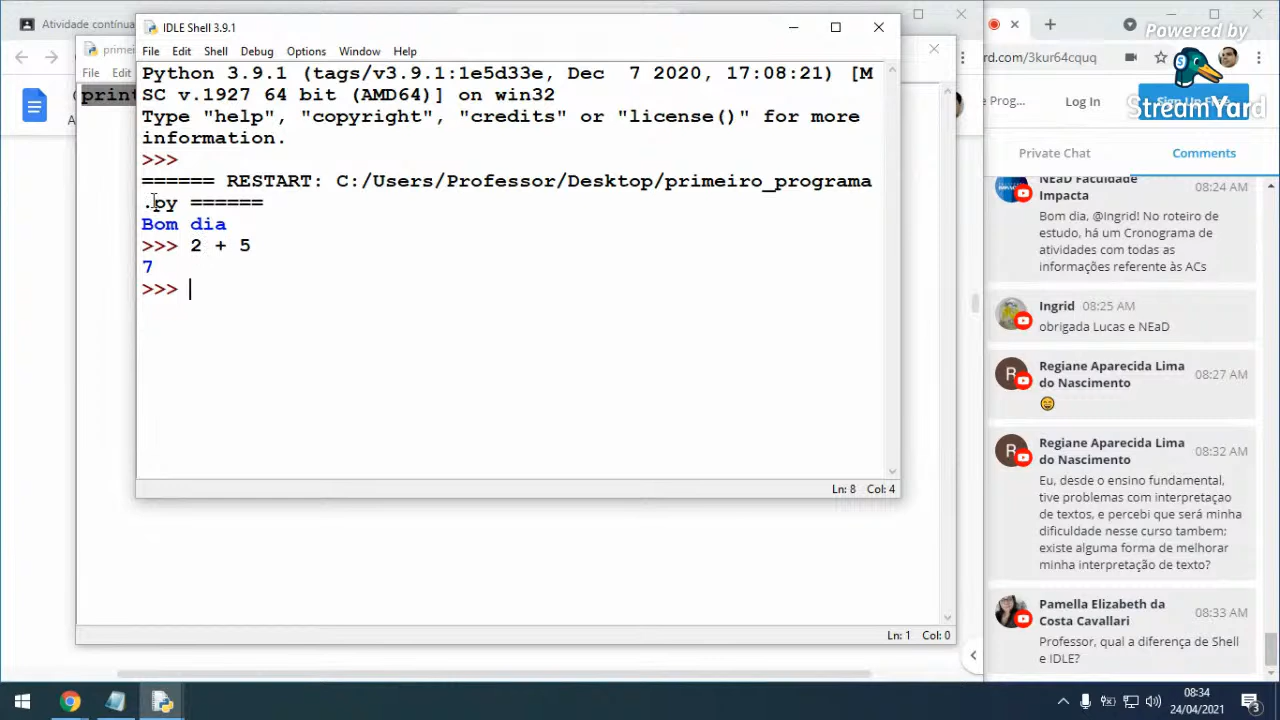 Atividade contínua
IDLE Shell 3.9.1
File Edit Shell Debug Options Window Help
primei
File Edit
print
Python 3.9.1 (tags/v3.9.1:1e5d33e, Dec  7 2020, 17:08:21) [M
SC v.1927 64 bit (AMD64)] on win32
Type "help", "copyright", "credits" or "license()" for more
information.
>>>
====== RESTART: C:/Users/Professor/Desktop/primeiro_programa
.py ======
Bom dia
>>> 2 + 5
7
>>>
Ln: 8 Col: 4
Ln: 1 Col: 0
rd.com/3kur64cquq
Powered by
StreamYard
e Prog...
Log In
Private Chat
Comments
NEaD Faculdade
Impacta
08:24 AM
Bom dia, @Ingrid! No roteiro de
estudo, há um Cronograma de
atividades com todas as
informações referente às ACs
Ingrid 08:25 AM
obrigada Lucas e NEaD
R
Regiane Aparecida Lima
do Nascimento
08:27 AM
R
Regiane Aparecida Lima
do Nascimento
08:32 AM
Eu, desde o ensino fundamental,
tive problemas com interpretaçao
de textos, e percebi que será minha
dificuldade nesse curso tambem;
existe alguma forma de melhorar
minha interpretação de texto?
Pamella Elizabeth da
Costa Cavallari
08:33 AM
Professor, qual a diferença de Shell
e IDLE?
08:34
24/04/2021
3